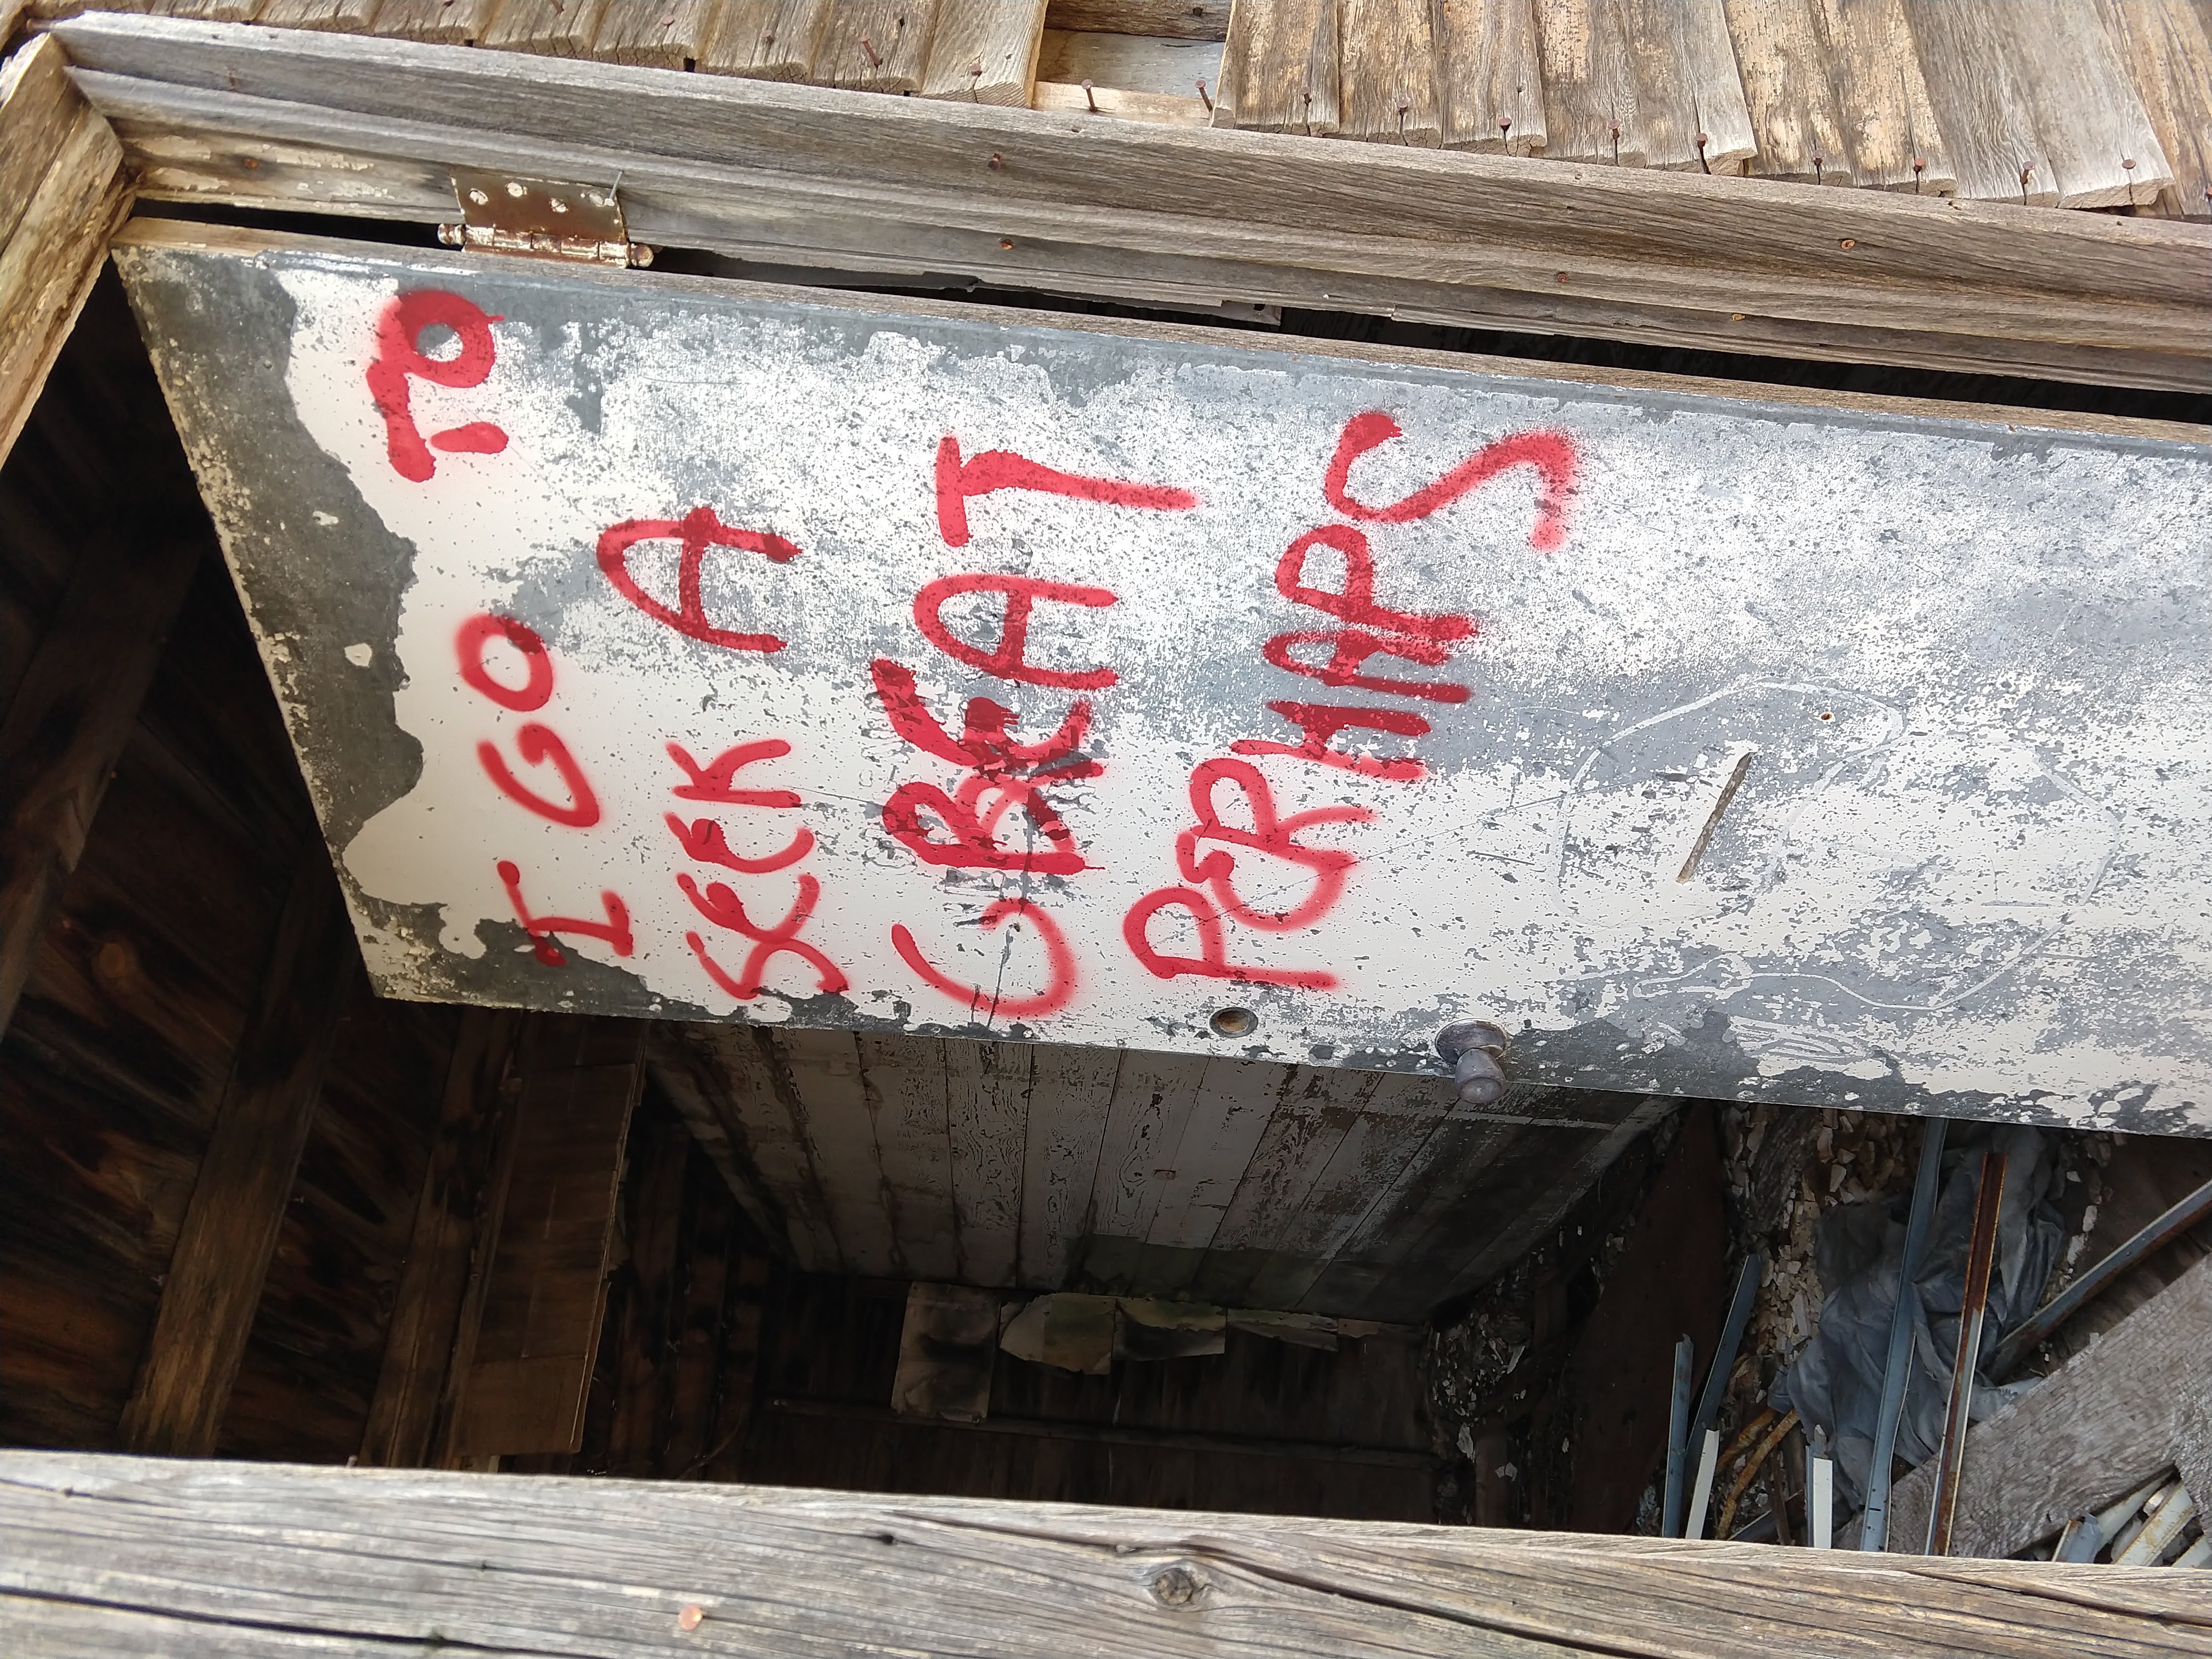 I GO TO
SEEK A
GREAT
PERHAPS